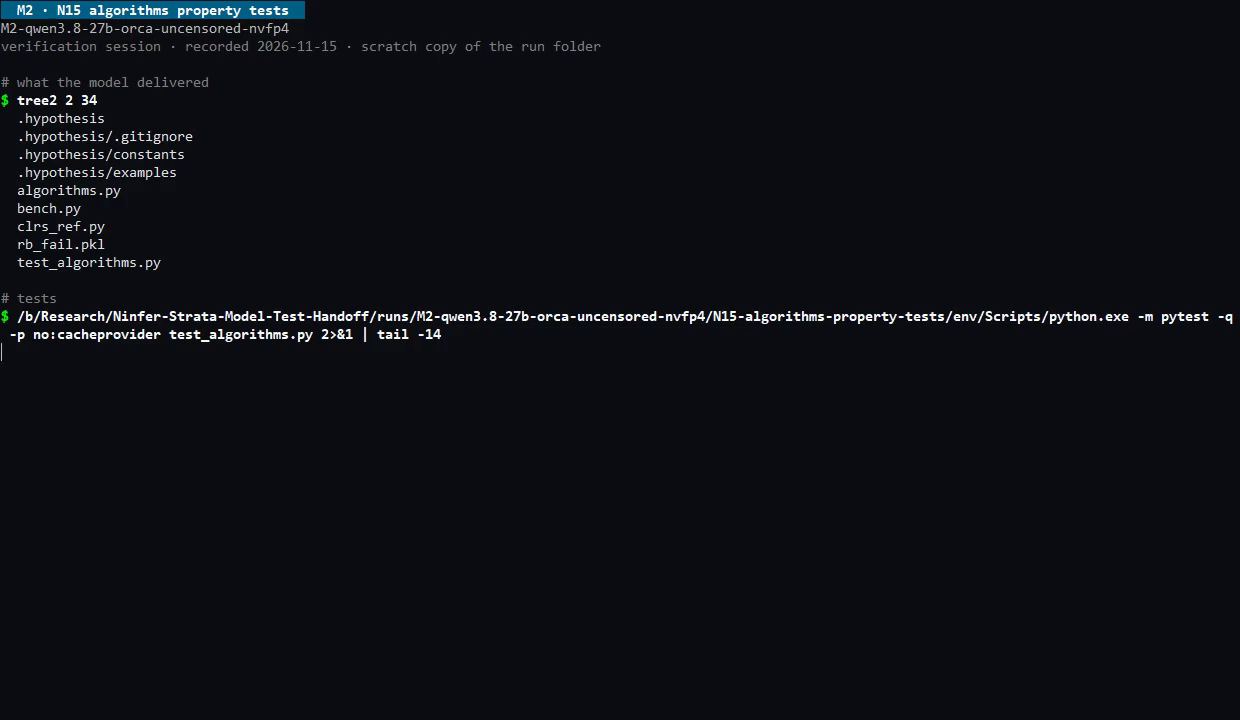 M2 · N15 algorithms property tests
M2-qwen3.8-27b-orca-uncensored-nvfp4
verification session · recorded 2026-11-15 · scratch copy of the run folder
# what the model delivered
$ tree2 2 34
.hypothesis
.hypothesis/.gitignore
.hypothesis/constants
.hypothesis/examples
algorithms.py
bench.py
clrs_ref.py
rb_fail.pkl
test_algorithms.py
# tests
$ /b/Research/Ninfer-Strata-Model-Test-Handoff/runs/M2-qwen3.8-27b-orca-uncensored-nvfp4/N15-algorithms-property-tests/env/Scripts/python.exe -m pytest -q
-p no:cacheprovider test_algorithms.py 2>&1 | tail -14